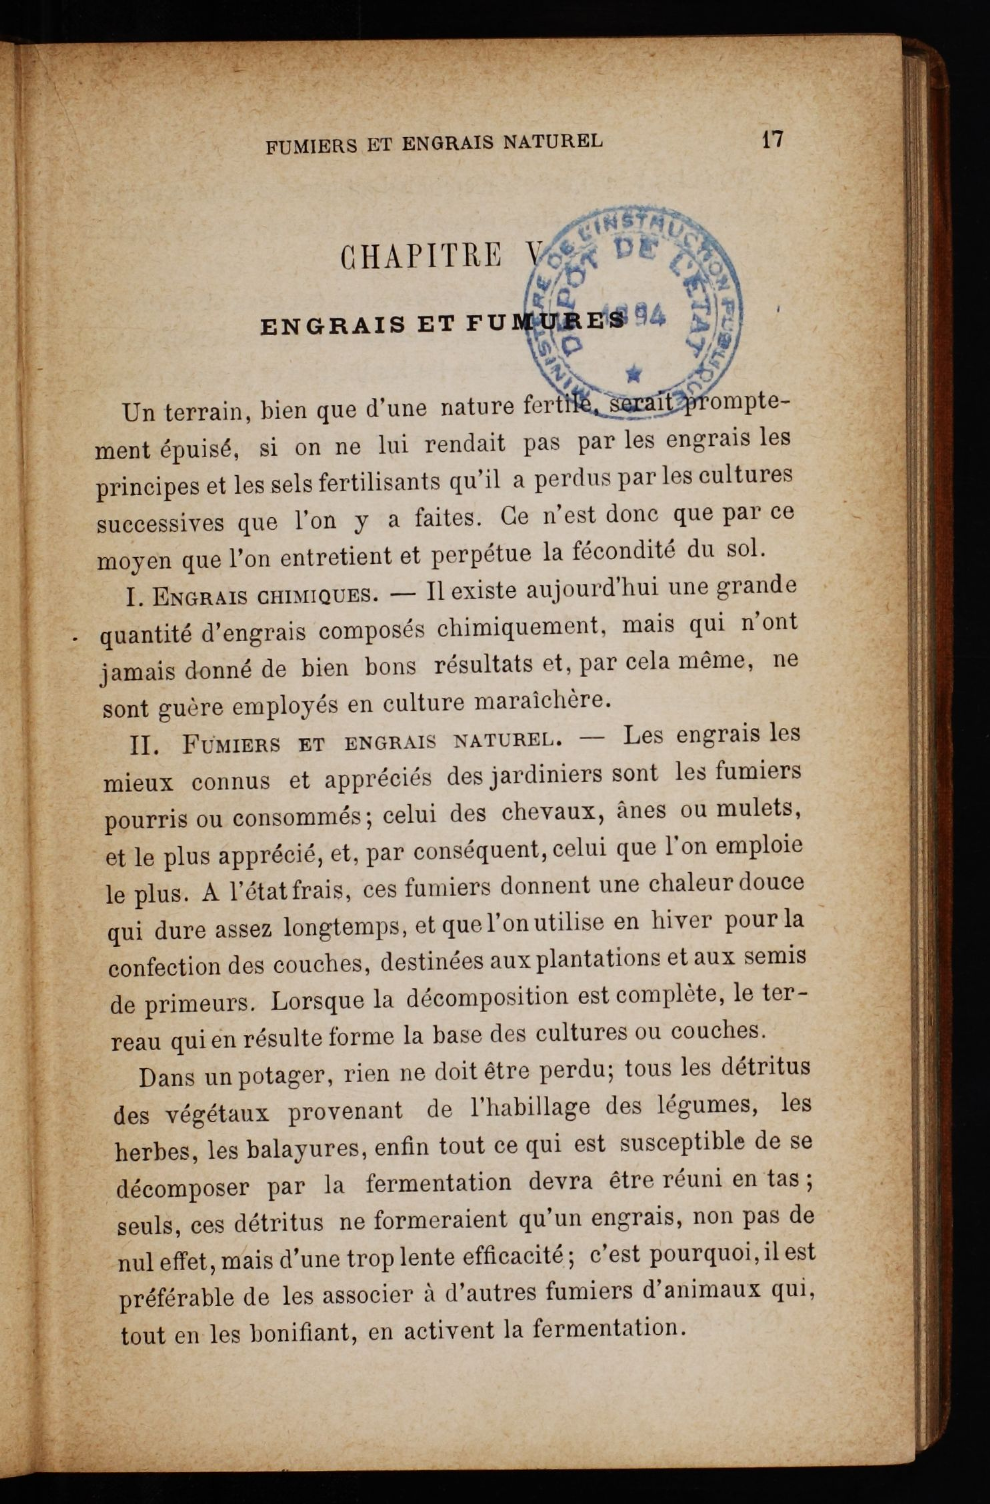 FUMIERS ET ENGRAIS NATUREL 17
CHAPITRE V
MINISTÈRE DE L'INSTRUCTION PUBLIQUE
DÉPÔT DE L'ÉTAT
1894
ENGRAIS ET FUMURES
Un terrain, bien que d'une nature fertile, serait prompte-
ment épuisé, si on ne lui rendait pas par les engrais les
principes et les sels fertilisants qu'il a perdus par les cultures
successives que l'on y a faites. Ce n'est donc que par ce
moyen que l'on entretient et perpétue la fécondité du sol.
I. ENGRAIS CHIMIQUES. — Il existe aujourd'hui une grande
quantité d'engrais composés chimiquement, mais qui n'ont
jamais donné de bien bons résultats et, par cela même, ne
sont guère employés en culture maraîchère.
II. FUMIERS ET ENGRAIS NATUREL. — Les engrais les
mieux connus et appréciés des jardiniers sont les fumiers
pourris ou consommés; celui des chevaux, ânes ou mulets,
et le plus apprécié, et, par conséquent, celui que l'on emploie
le plus. A l'état frais, ces fumiers donnent une chaleur douce
qui dure assez longtemps, et que l'on utilise en hiver pour la
confection des couches, destinées aux plantations et aux semis
de primeurs. Lorsque la décomposition est complète, le ter-
reau qui en résulte forme la base des cultures ou couches.
Dans un potager, rien ne doit être perdu; tous les détritus
des végétaux provenant de l'habillage des légumes, les
herbes, les balayures, enfin tout ce qui est susceptible de se
décomposer par la fermentation devra être réuni en tas;
seuls, ces détritus ne formeraient qu'un engrais, non pas de
nul effet, mais d'une trop lente efficacité; c'est pourquoi, il est
préférable de les associer à d'autres fumiers d'animaux qui,
tout en les bonifiant, en activent la fermentation.